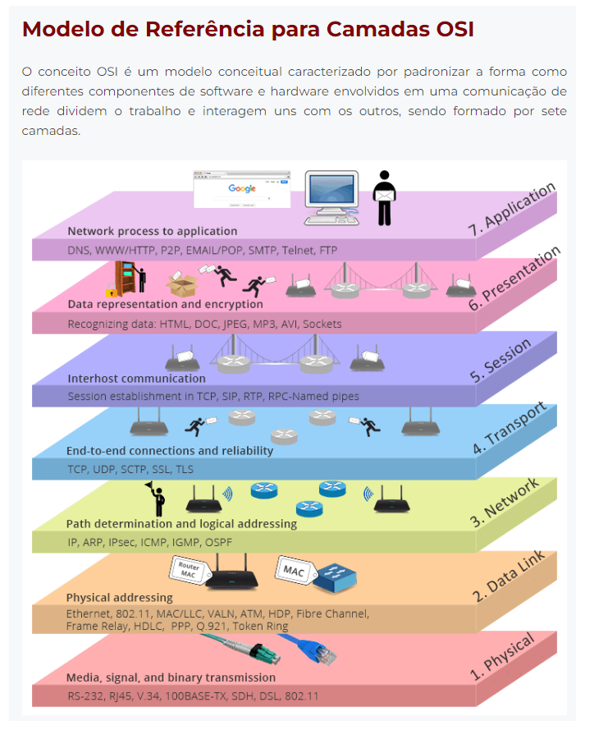 Modelo de Referência para Camadas OSI
O conceito OSI é um modelo conceitual caracterizado por padronizar a forma como
diferentes componentes de software e hardware envolvidos em uma comunicação de
rede dividem o trabalho e interagem uns com os outros, sendo formado por sete
camadas.
Google
7. Application
Network process to application
DNS, WWW/HTTP, P2P, EMAIL/POP, SMTP, Telnet, FTP
6. Presentation
Data representation and encryption
Recognizing data: HTML, DOC, JPEG, MP3, AVI, Sockets
5. Session
Interhost communication
Session establishment in TCP, SIP, RTP, RPC-Named pipes
4. Transport
End-to-end connections and reliability
TCP, UDP, SCTP, SSL, TLS
3. Network
Path determination and logical addressing
IP, ARP, IPsec, ICMP, IGMP, OSPF
Router
MAC
MAC
2. Data Link
Physical addressing
Ethernet, 802.11, MAC/LLC, VALN, ATM, HDP, Fibre Channel,
Frame Relay, HDLC, PPP, Q.921, Token Ring
1. Physical
Media, signal, and binary transmission
RS-232, RJ45, V.34, 100BASE-TX, SDH, DSL, 802.11